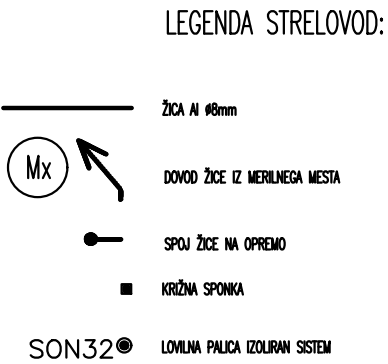 LEGENDA STRELOVOD:
ŽICA Al ø8mm
Mx
DOVOD ŽICE IZ MERILNEGA MESTA
SPOJ ŽICE NA OPREMO
KRIŽNA SPONKA
SON32 LOVILNA PALICA IZOLIRAN SISTEM